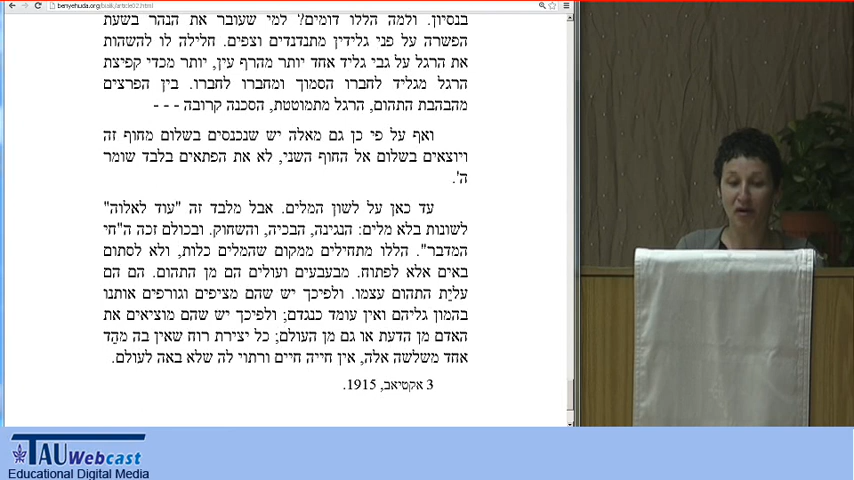 benyehuda.org/bialik/article02.html
בנסיון. ולמה הללו דומים? למי שעובר את הנהר בשעת
הפשרה על פני גלידין מתנדנדים וצפים. חלילה לו להשהות
את הרגל על גבי גליד אחד יותר מהרף עין, יותר מכדי קפיצת
הרגל מגליד לחברו הסמוך ומחברו לחברו. בין הפרצים
מהבהבת התהום, הרגל מתמוטטת, הסכנה קרובה - - -
ואף על פי כן גם מאלה יש שנכנסים בשלום מחוף זה
ויוצאים בשלום אל החוף השני, לא את הפתאים בלבד שומר
ה'.
עד כאן על לשון המלים. אבל מלבד זה "עוד לאלוה"
לשונות בלא מלים: הנגינה, הבכיה, והשחוק. ובכולם זכה ה"חי
המדבר". הללו מתחילים ממקום שהמלים כלות, ולא לסתום
באים אלא לפתוח. מבעבעים ועולים הם מן התהום. הם הם
עליַת התהום עצמו. ולפיכך יש שהם מציפים וגורפים אותנו
בהמון גליהם ואין עומד כנגדם; ולפיכך יש שהם מוציאים את
האדם מן הדעת או גם מן העולם; כל יצירת רוח שאין בה מהֵד
אחד משלשה אלה, אין חייה חיים ורתוי לה שלא באה לעולם.
3 אקטיאב, 1915.
TAU Webcast
Educational Digital Media